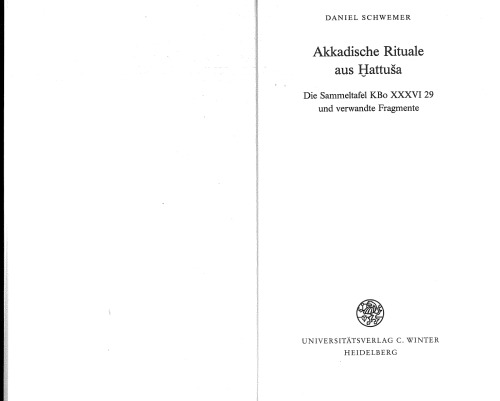 DANIEL SCHWEMER
Akkadische Rituale
aus Ḫattuša
Die Sammeltafel KBo XXXVI 29
und verwandte Fragmente
UNIVERSITÄTSVERLAG C. WINTER
HEIDELBERG